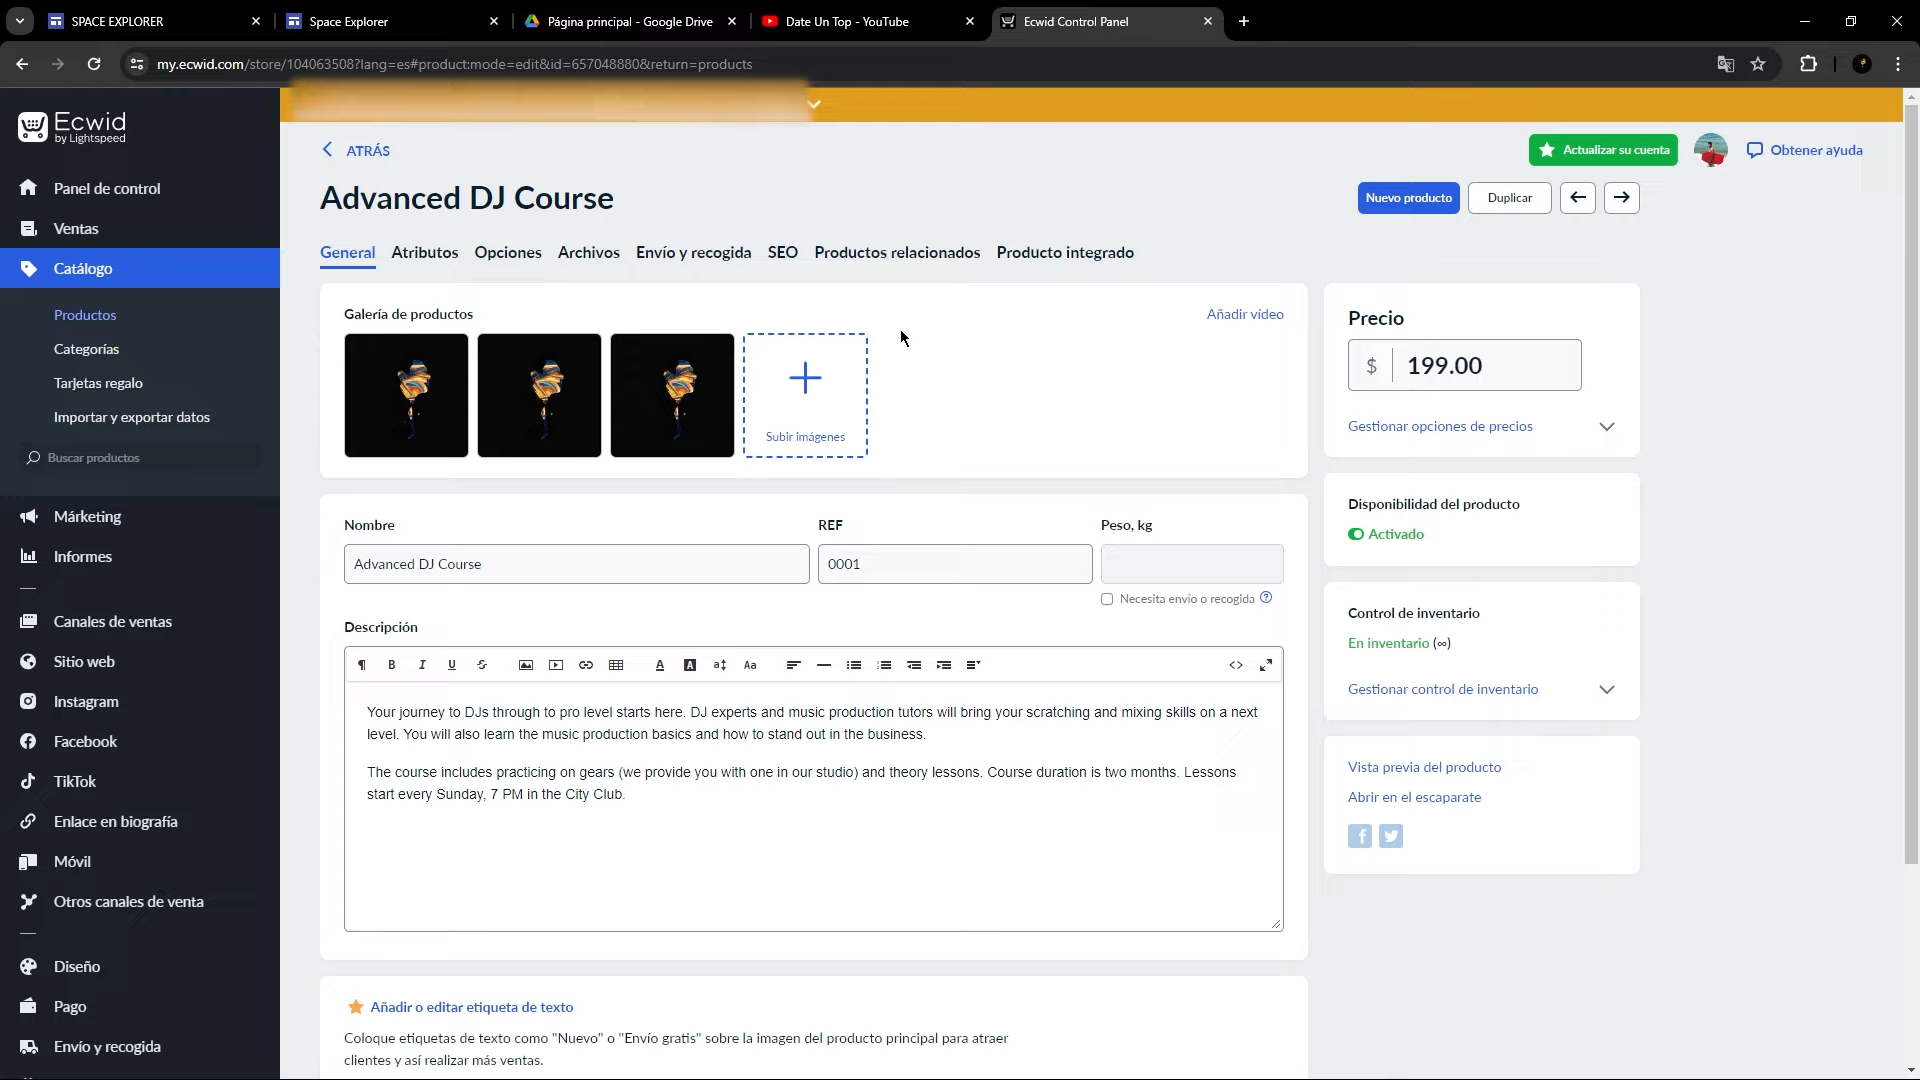 SPACE EXPLORER
Space Explorer
Página principal - Google Drive
Date Un Top - YouTube
Ecwid Control Panel
my.ecwid.com/store/104063508?lang=es#product:mode=edit&id=657048880&return=products
Ecwid
by Lightspeed
ATRÁS
Actualizar su cuenta
Obtener ayuda
Advanced DJ Course
Nuevo producto
Duplicar
Panel de control
Ventas
Catálogo
Productos
Categorías
Tarjetas regalo
Importar y exportar datos
Buscar productos
Márketing
Informes
Canales de ventas
Sitio web
Instagram
Facebook
TikTok
Enlace en biografía
Móvil
Otros canales de venta
Diseño
Pago
Envío y recogida
General
Atributos
Opciones
Archivos
Envío y recogida
SEO
Productos relacionados
Producto integrado
Galería de productos
Añadir vídeo
Subir imágenes
Nombre
REF
Peso, kg
Advanced DJ Course
0001
Necesita envío o recogida
Descripción
Your journey to DJs through to pro level starts here. DJ experts and music production tutors will bring your scratching and mixing skills on a next
level. You will also learn the music production basics and how to stand out in the business.
The course includes practicing on gears (we provide you with one in our studio) and theory lessons. Course duration is two months. Lessons
start every Sunday, 7 PM in the City Club.
Añadir o editar etiqueta de texto
Coloque etiquetas de texto como "Nuevo" o "Envío gratis" sobre la imagen del producto principal para atraer
clientes y así realizar más ventas.
Precio
$ 199.00
Gestionar opciones de precios
Disponibilidad del producto
Activado
Control de inventario
En inventario (∞)
Gestionar control de inventario
Vista previa del producto
Abrir en el escaparate